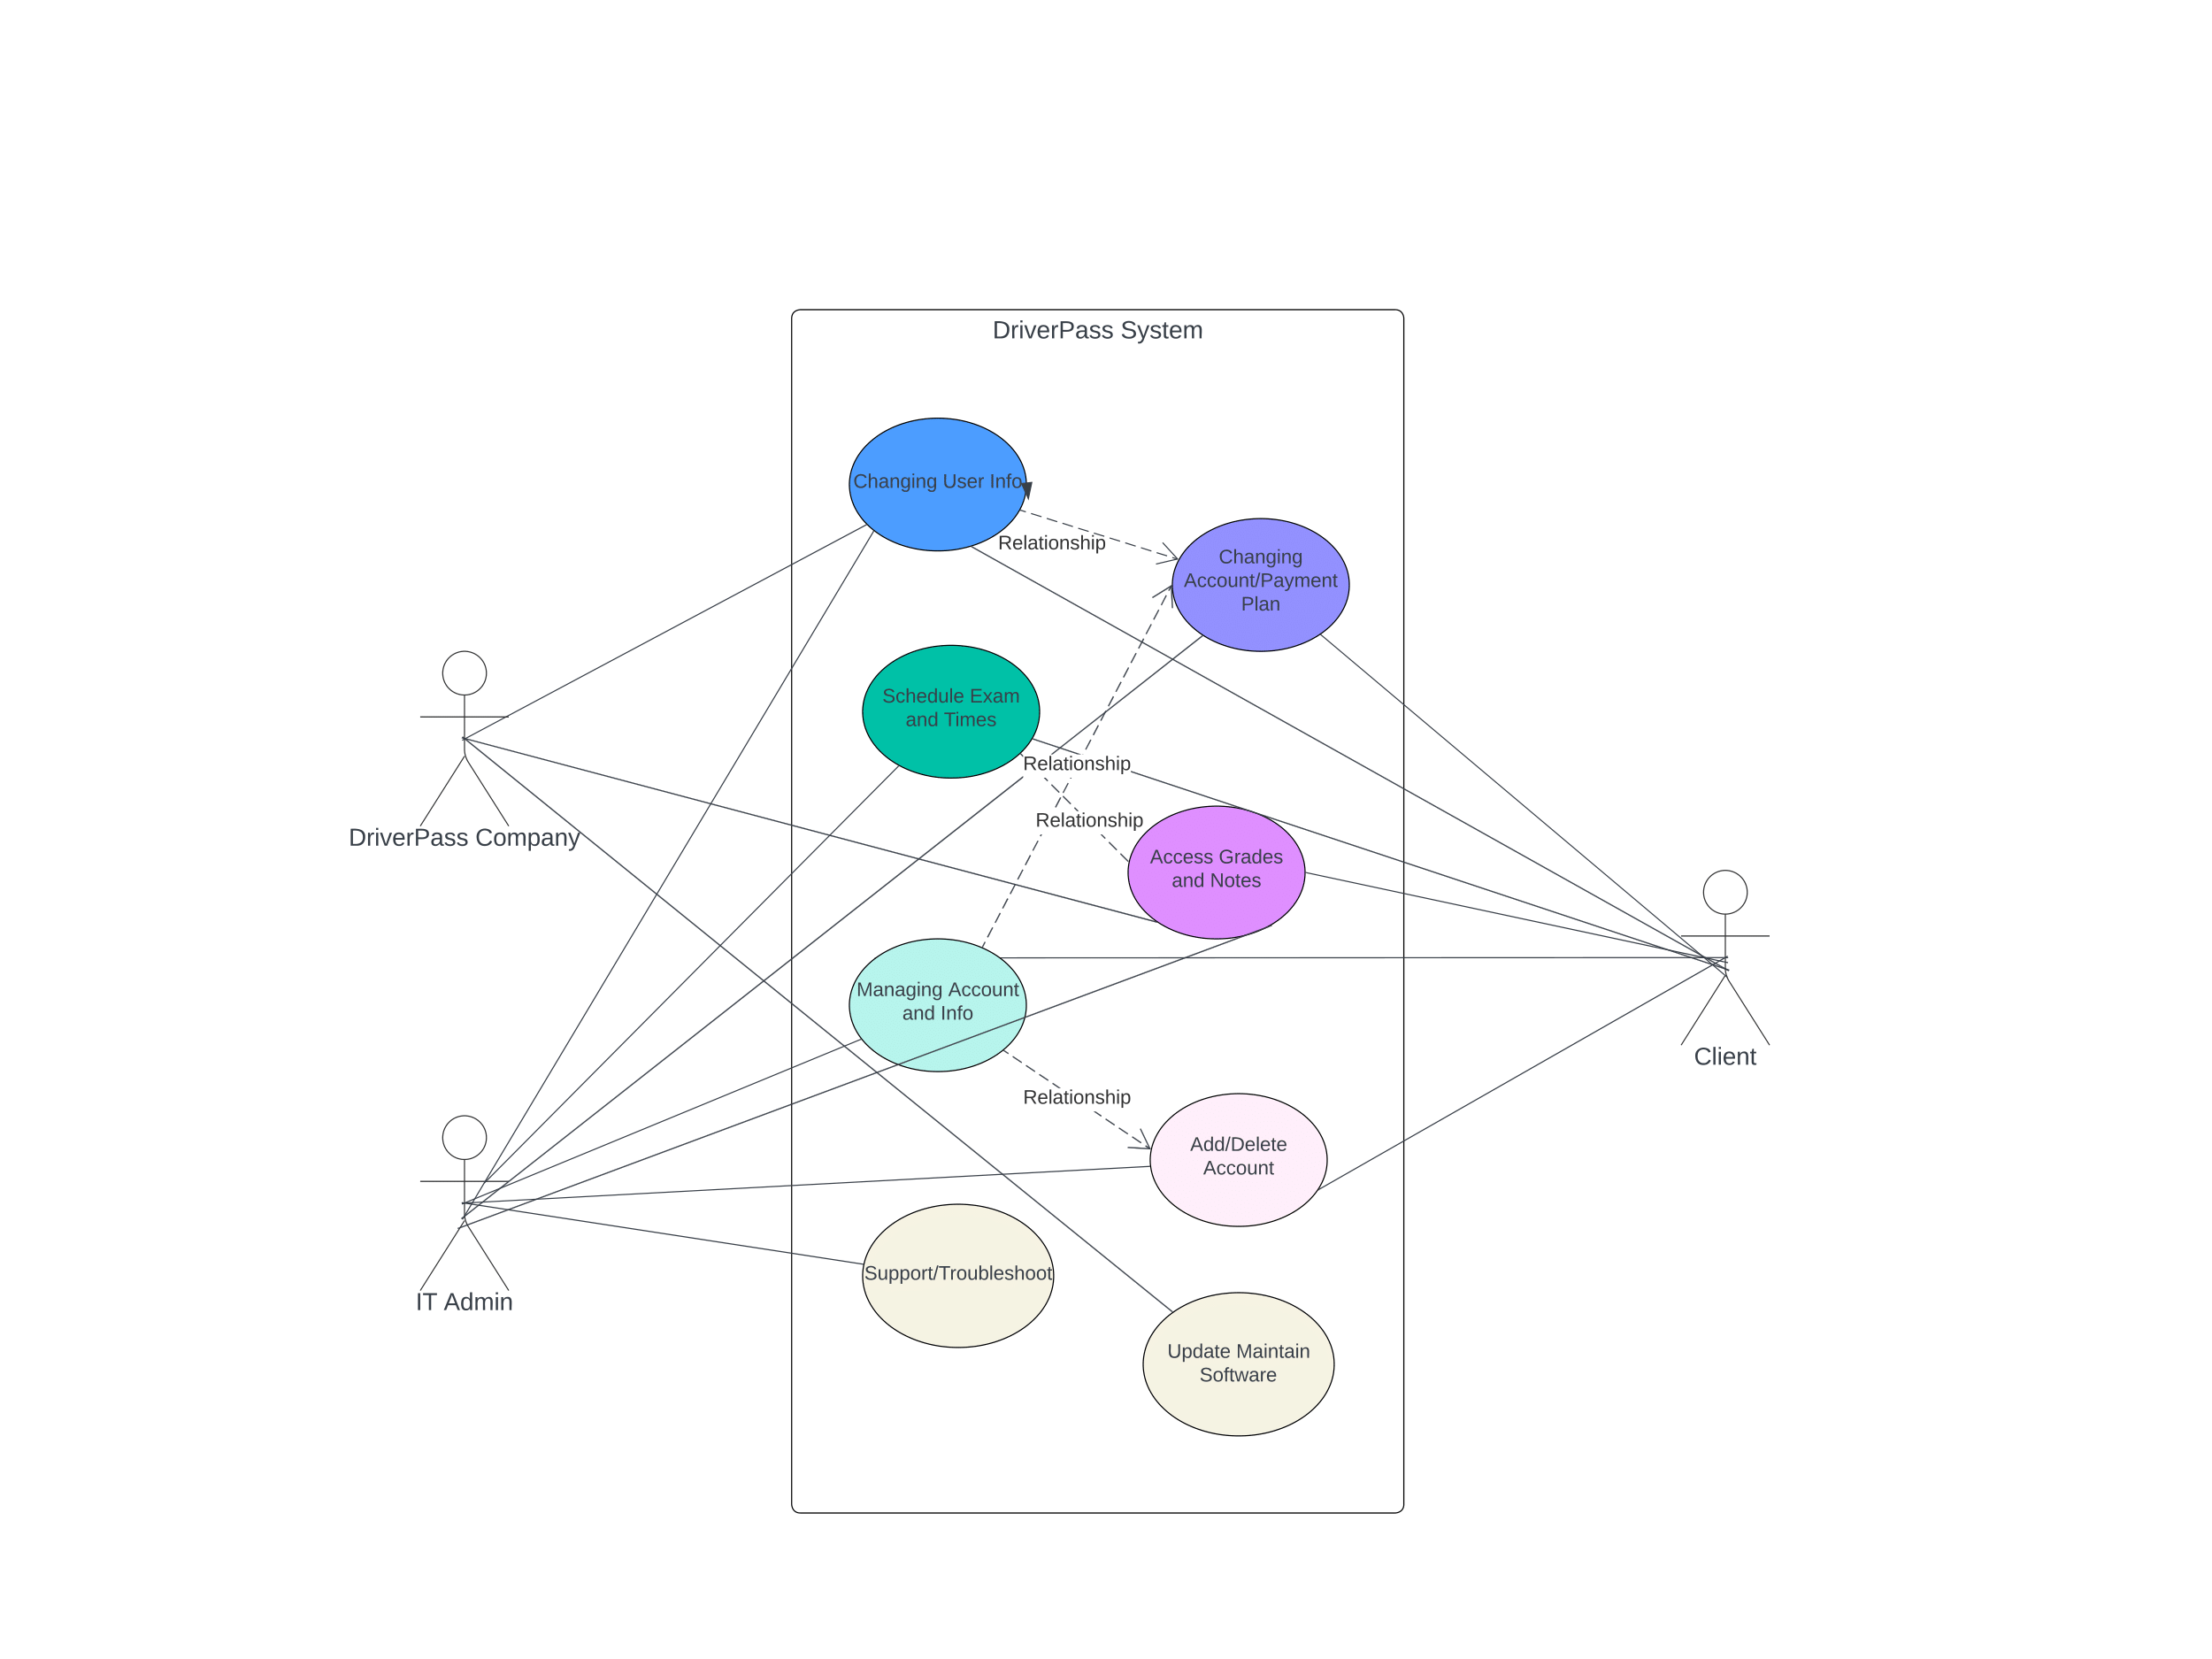 DriverPass System
Changing User Info
Relationship
Changing
Account/Payment
Plan
Schedule Exam
and Times
Relationship
Relationship
DriverPass Company
Access Grades
and Notes
Managing Account
and Info
Client
Relationship
Add/Delete
Account
Support/Troubleshoot
IT Admin
Update Maintain
Software